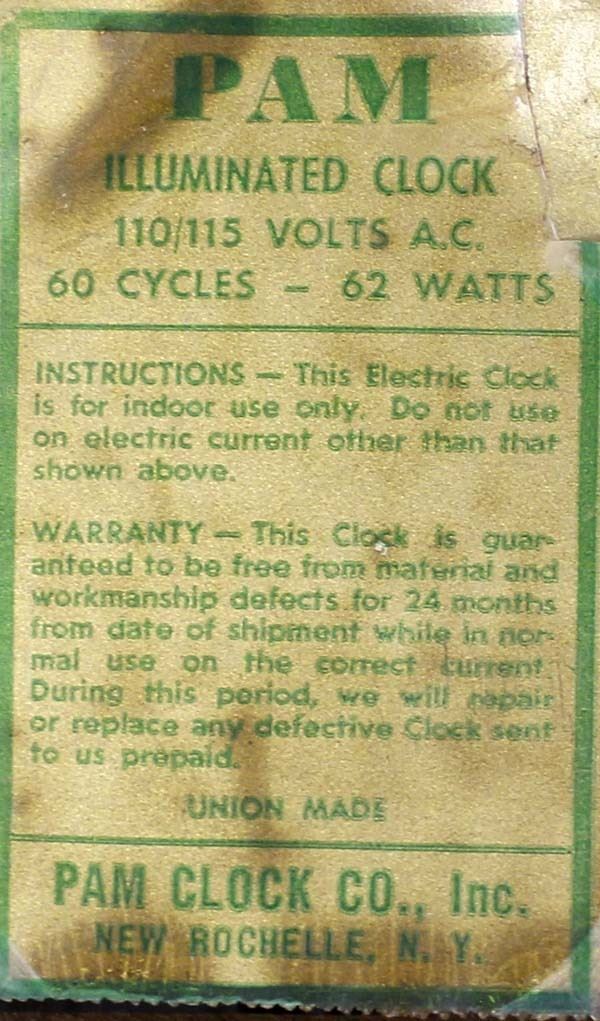 PAM
ILLUMINATED CLOCK
110/115 VOLTS A.C.
60 CYCLES – 62 WATTS
INSTRUCTIONS — This Electric Clock
is for indoor use only. Do not use
on electric current other than that
shown above.
WARRANTY — This Clock is guar-
anteed to be free from material and
workmanship defects for 24 months
from date of shipment while in nor-
mal use on the correct current.
During this period, we will repair
or replace any defective Clock sent
to us prepaid.
UNION MADE
PAM CLOCK CO., Inc.
NEW ROCHELLE, N. Y.